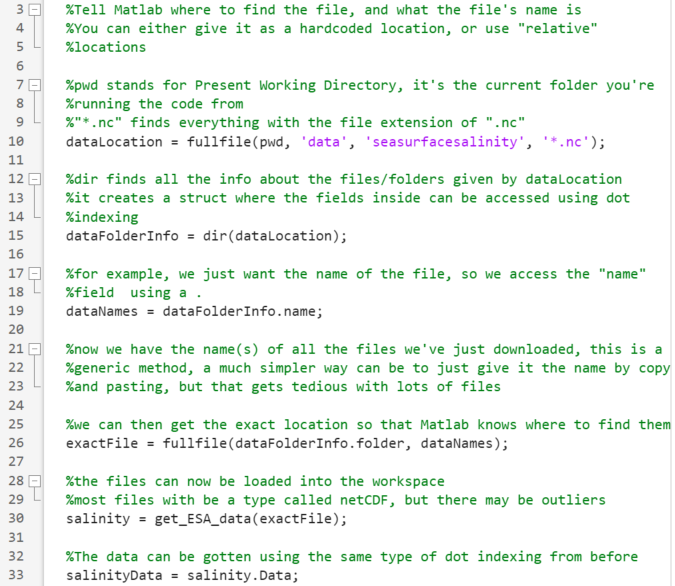 3 %Tell Matlab where to find the file, and what the file's name is
4 %You can either give it as a hardcoded location, or use "relative"
5 %locations
6
7 %pwd stands for Present Working Directory, it's the current folder you're
8 %running the code from
9 %"*.nc" finds everything with the file extension of ".nc"
10 dataLocation = fullfile(pwd, 'data', 'seasurfacesalinity', '*.nc');
11
12 %dir finds all the info about the files/folders given by dataLocation
13 %it creates a struct where the fields inside can be accessed using dot
14 %indexing
15 dataFolderInfo = dir(dataLocation);
16
17 %for example, we just want the name of the file, so we access the "name"
18 %field  using a .
19 dataNames = dataFolderInfo.name;
20
21 %now we have the name(s) of all the files we've just downloaded, this is a
22 %generic method, a much simpler way can be to just give it the name by copy
23 %and pasting, but that gets tedious with lots of files
24
25 %we can then get the exact location so that Matlab knows where to find them
26 exactFile = fullfile(dataFolderInfo.folder, dataNames);
27
28 %the files can now be loaded into the workspace
29 %most files with be a type called netCDF, but there may be outliers
30 salinity = get_ESA_data(exactFile);
31
32 %The data can be gotten using the same type of dot indexing from before
33 salinityData = salinity.Data;